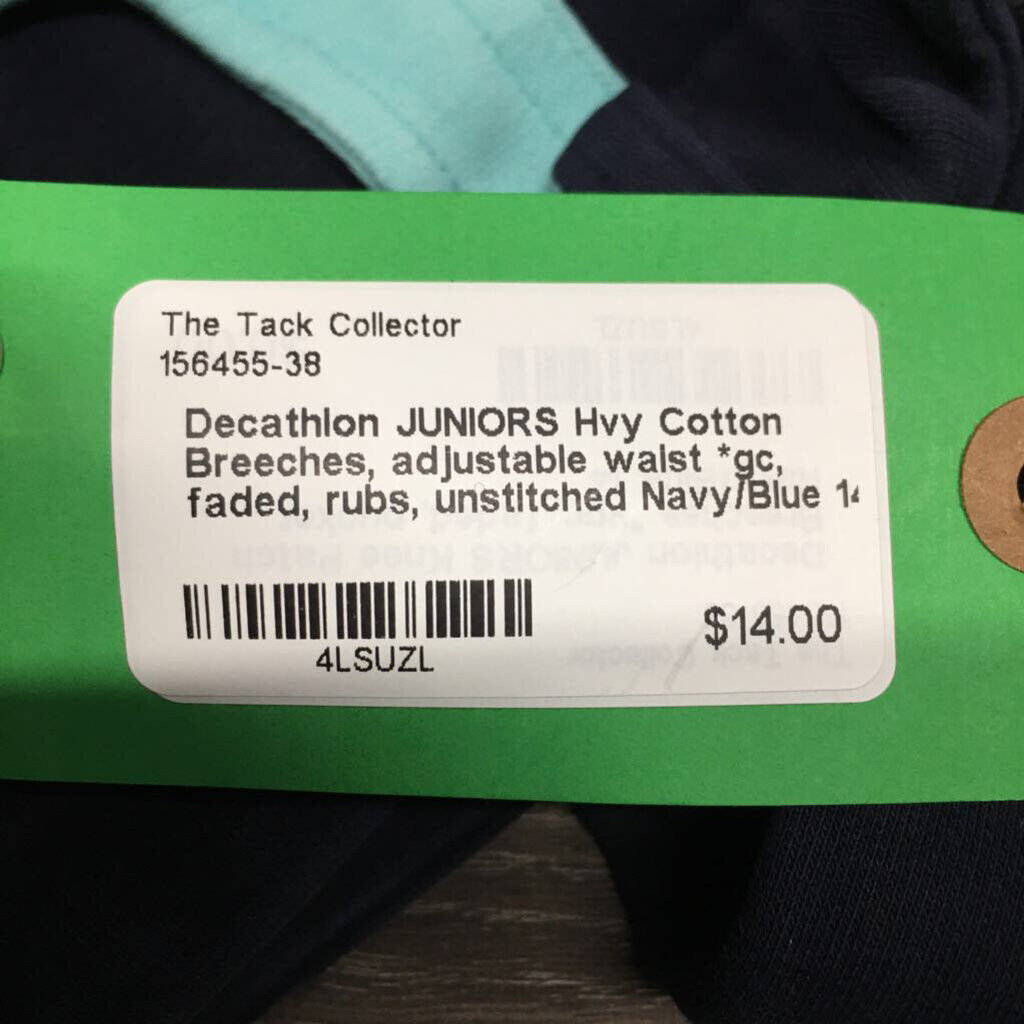 The Tack Collector
156455-38
Decathlon JUNIORS Hvy Cotton
Breeches, adjustable waist *gc,
faded, rubs, unstitched Navy/Blue
4LSUZL
$14.00